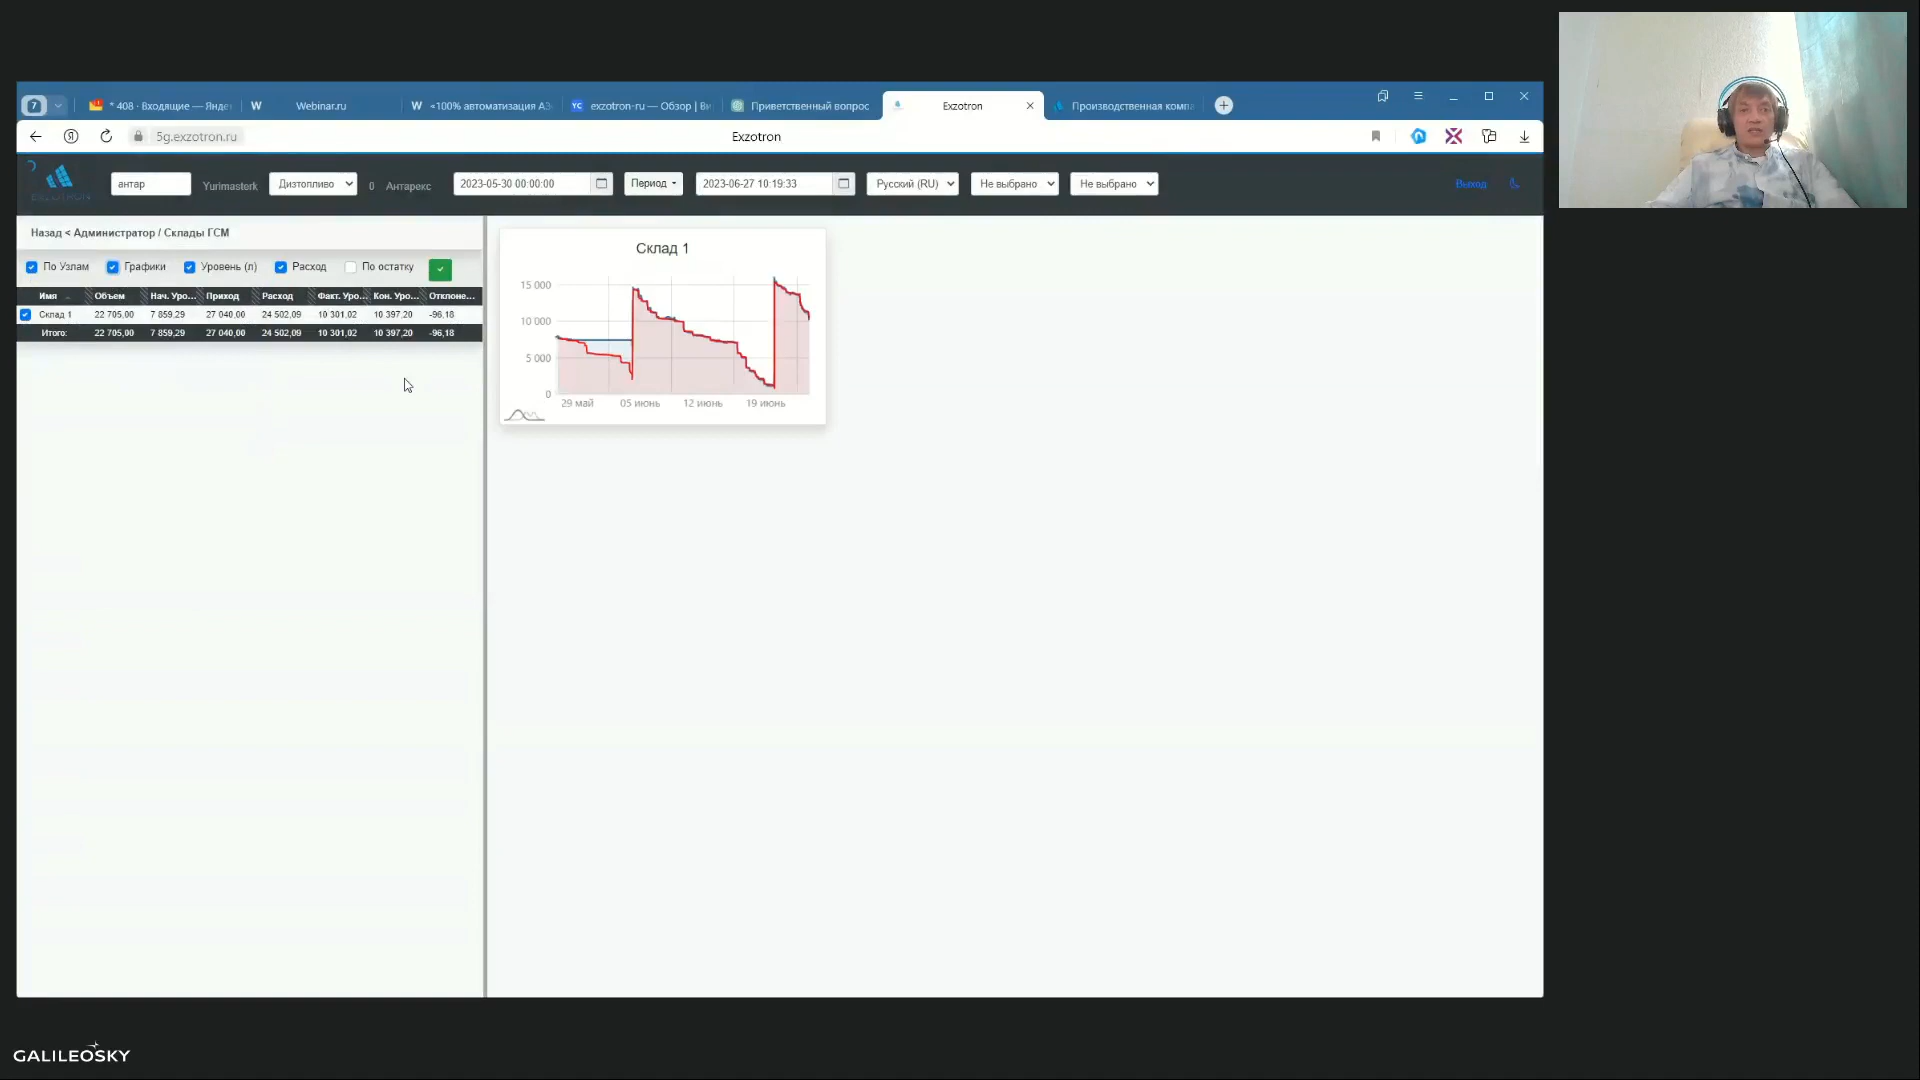 7
* 408 · Входящие — Янде
W Webinar.ru
W «100% автоматизация АЗ
YC exzotron-ru — Обзор | Ви
Приветственный вопрос
Exzotron
Производственная комп
5g.exzotron.ru
Exzotron
EXZOTRON
антар
Yurimasterk
Дизтопливо
0
Антарекс
2023-05-30 00:00:00
Период
2023-06-27 10:19:33
Русский (RU)
Не выбрано
Не выбрано
Выход
Назад < Администратор / Склады ГСМ
По Узлам Графики Уровень (л) Расход По остатку
Имя Объем Нач. Уро... Приход Расход Факт. Уро... Кон. Уро... Отклоне...
Склад 1 22 705,00 7 859,29 27 040,00 24 502,09 10 301,02 10 397,20 -96,18
Итого: 22 705,00 7 859,29 27 040,00 24 502,09 10 301,02 10 397,20 -96,18
Склад 1
15 000
10 000
5 000
0
29 май 05 июнь 12 июнь 19 июнь
GALILEOSKY